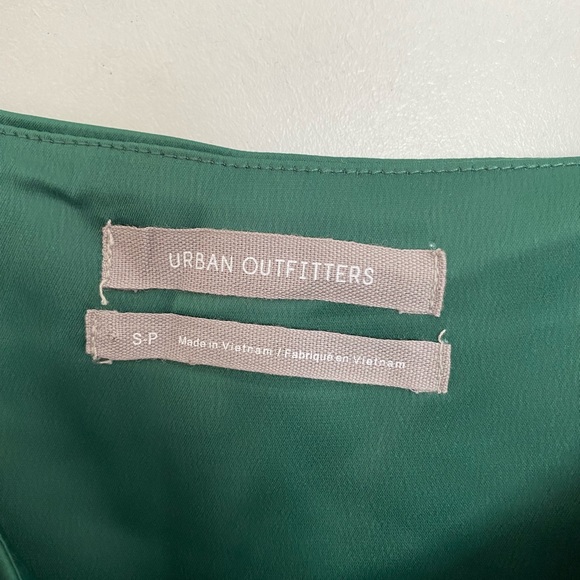 URBAN OUTFITTERS
S-P Made in Vietnam / Fabriqué en Vietnam